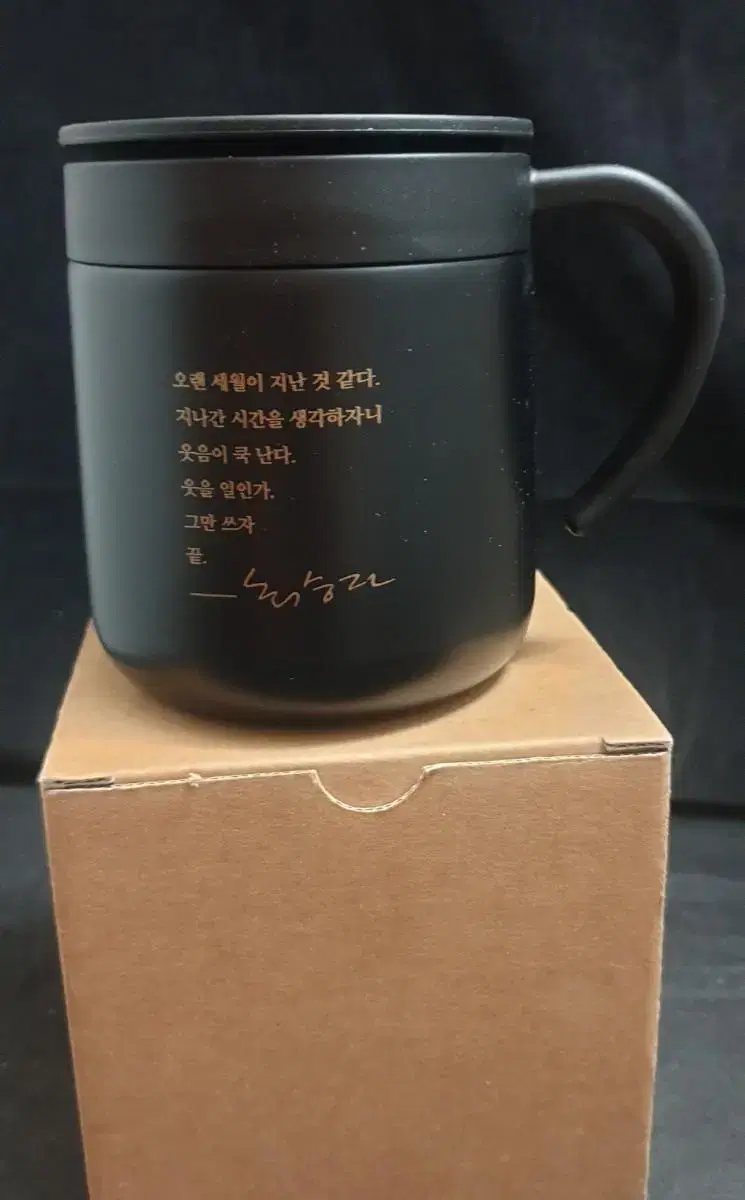 오랜 세월이 지난 것 같다.
지나간 시간을 생각하자니
웃음이 쿡 난다.
웃을 일인가.
그만 쓰자
끝.